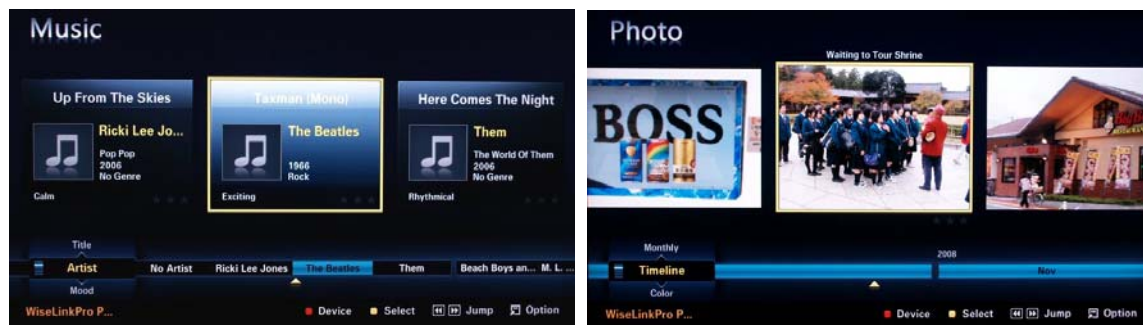 Music
Up From The Skies
Ricki Lee Jo...
Pop Pop
2006
No Genre
Calm
Taxman (Mono)
The Beatles
1966
Rock
Exciting
Here Comes The Night
Them
The World Of Them
2006
No Genre
Rhythmical
Title
Artist
Mood
No Artist
Ricki Lee Jones
The Beatles
Them
Beach Boys an...
M. L. ...
WiseLinkPro P...
Device
Select
Jump
Option
Photo
Waiting to Tour Shrine
BOSS
Monthly
Timeline
Color
2008
Nov
WiseLinkPro P...
Device
Select
Jump
Option